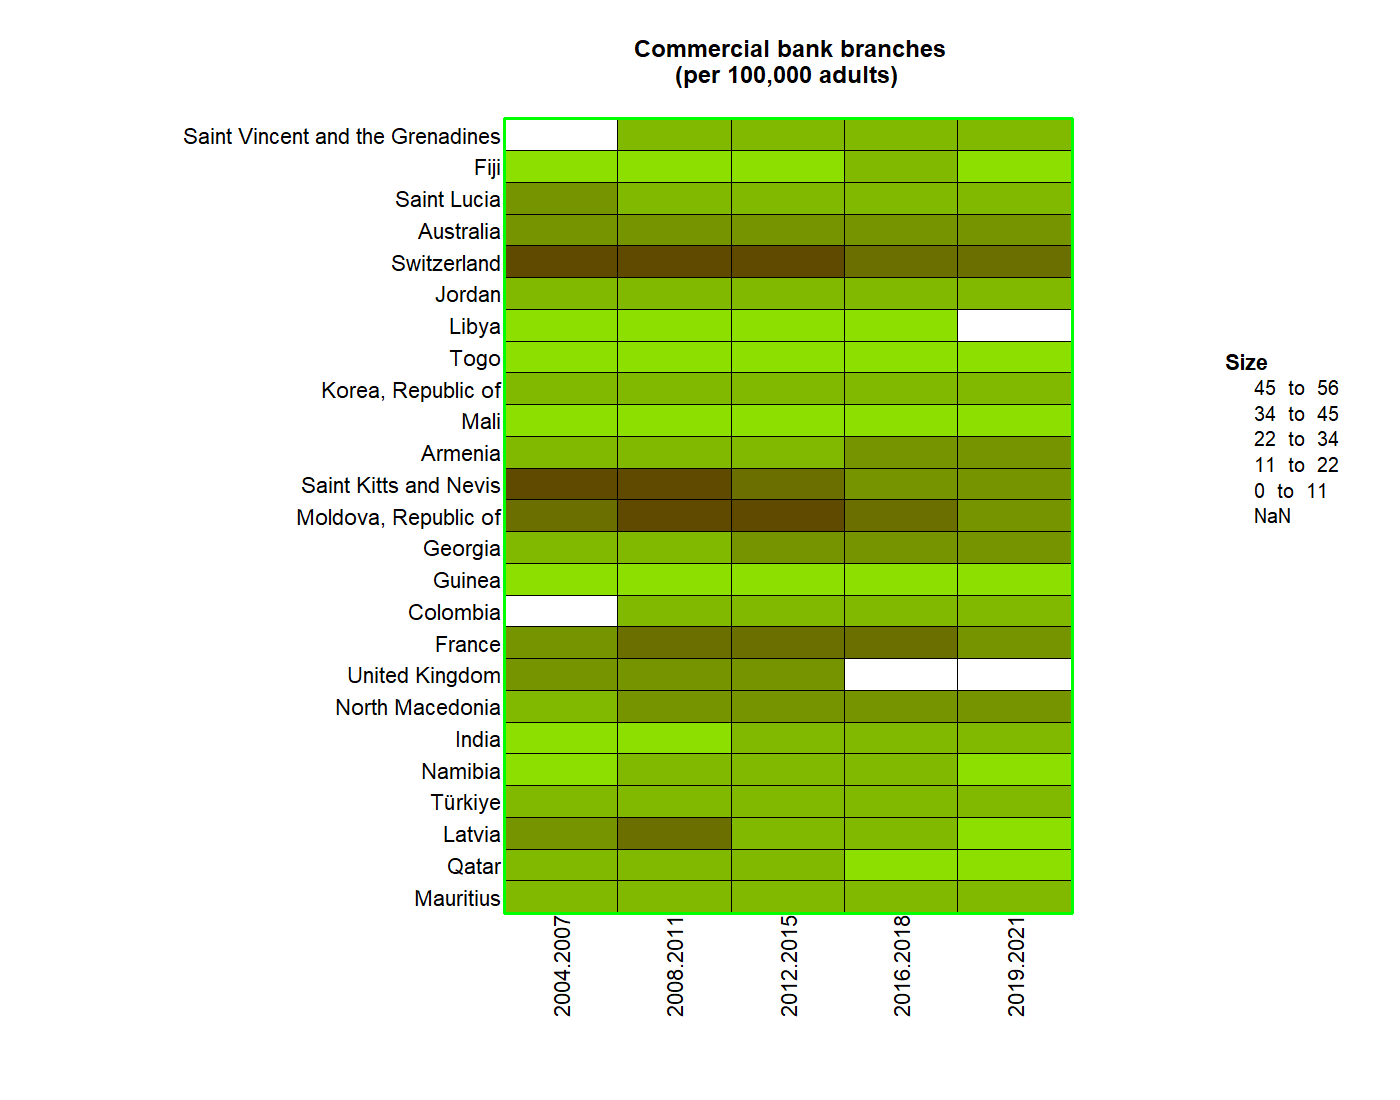 Commercial bank branches
(per 100,000 adults)
Saint Vincent and the Grenadines
Fiji
Saint Lucia
Australia
Switzerland
Jordan
Libya
Togo
Korea, Republic of
Mali
Armenia
Saint Kitts and Nevis
Moldova, Republic of
Georgia
Guinea
Colombia
France
United Kingdom
North Macedonia
India
Namibia
Türkiye
Latvia
Qatar
Mauritius
2004.2007
2008.2011
2012.2015
2016.2018
2019.2021
Size
45 to 56
34 to 45
22 to 34
11 to 22
0 to 11
NaN